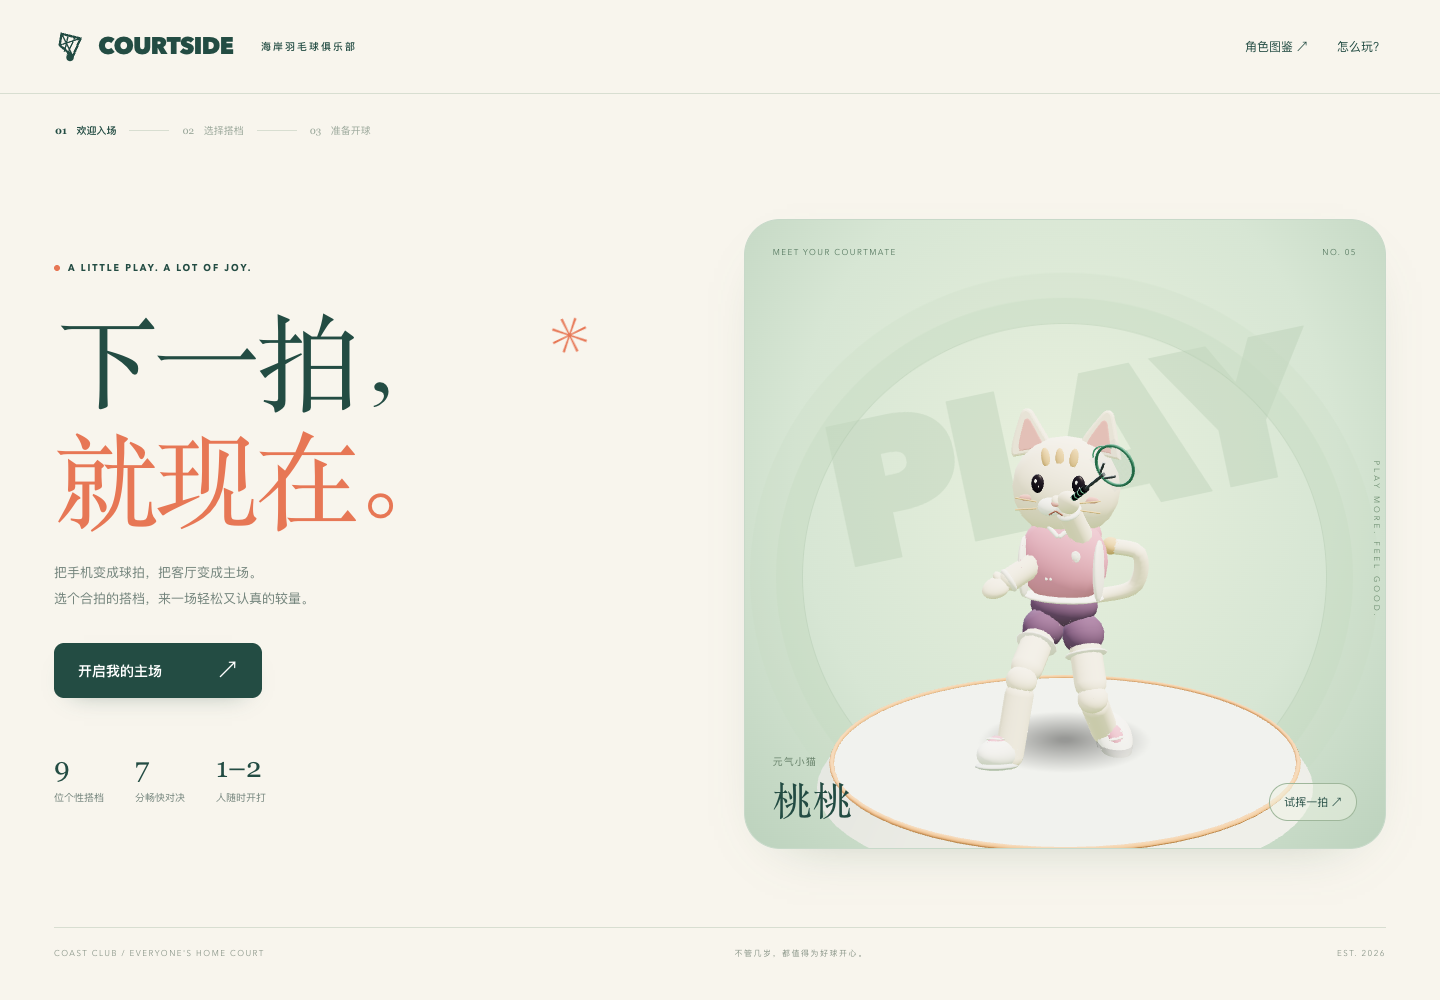 COURTSIDE 海岸羽毛球俱乐部
角色图鉴 ↗ 怎么玩?
01 欢迎入场 02 选择搭档 03 准备开球
A LITTLE PLAY. A LOT OF JOY.
下一拍，
就现在。
把手机变成球拍，把客厅变成主场。
选个合拍的搭档，来一场轻松又认真的较量。
开启我的主场 ↗
9 7 1–2
位个性搭档 分畅快对决 人随时开打
MEET YOUR COURTMATE NO. 05
PLAY
PLAY MORE. FEEL GOOD.
元气小猫
桃桃
试挥一拍 ↗
COAST CLUB / EVERYONE'S HOME COURT 不管几岁，都值得为好球开心。 EST. 2026